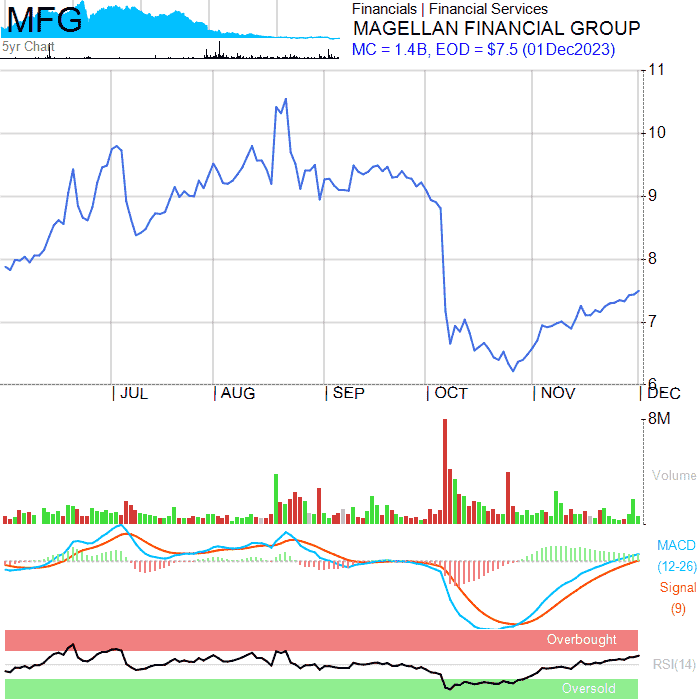 MFG
5yr Chart
Financials | Financial Services
MAGELLAN FINANCIAL GROUP
MC = 1.4B, EOD = $7.5 (01Dec2023)
11
10
9
8
7
6
JUL
AUG
SEP
OCT
NOV
DEC
8M
Volume
MACD
(12-26)
Signal
(9)
Overbought
RSI(14)
Oversold